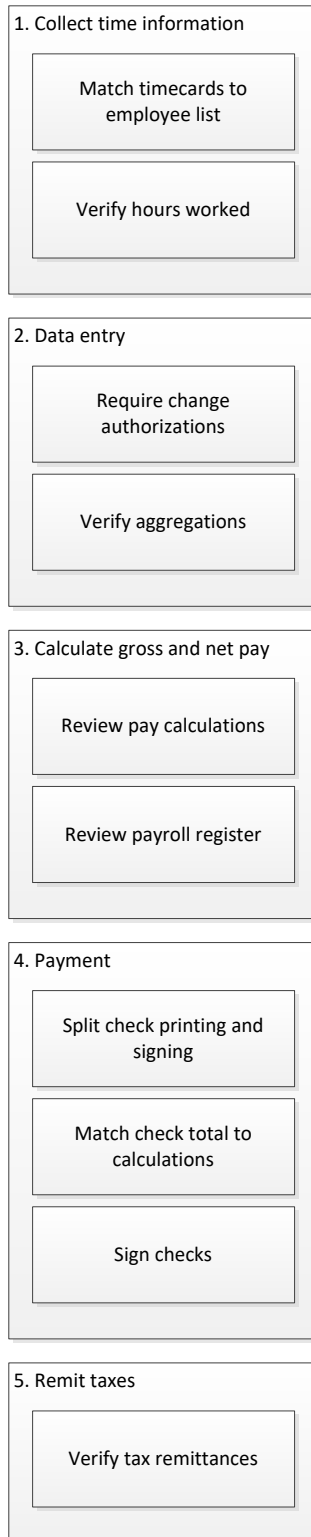 1. Collect time information
Match timecards to
employee list
Verify hours worked
2. Data entry
Require change
authorizations
Verify aggregations
3. Calculate gross and net pay
Review pay calculations
Review payroll register
4. Payment
Split check printing and
signing
Match check total to
calculations
Sign checks
5. Remit taxes
Verify tax remittances